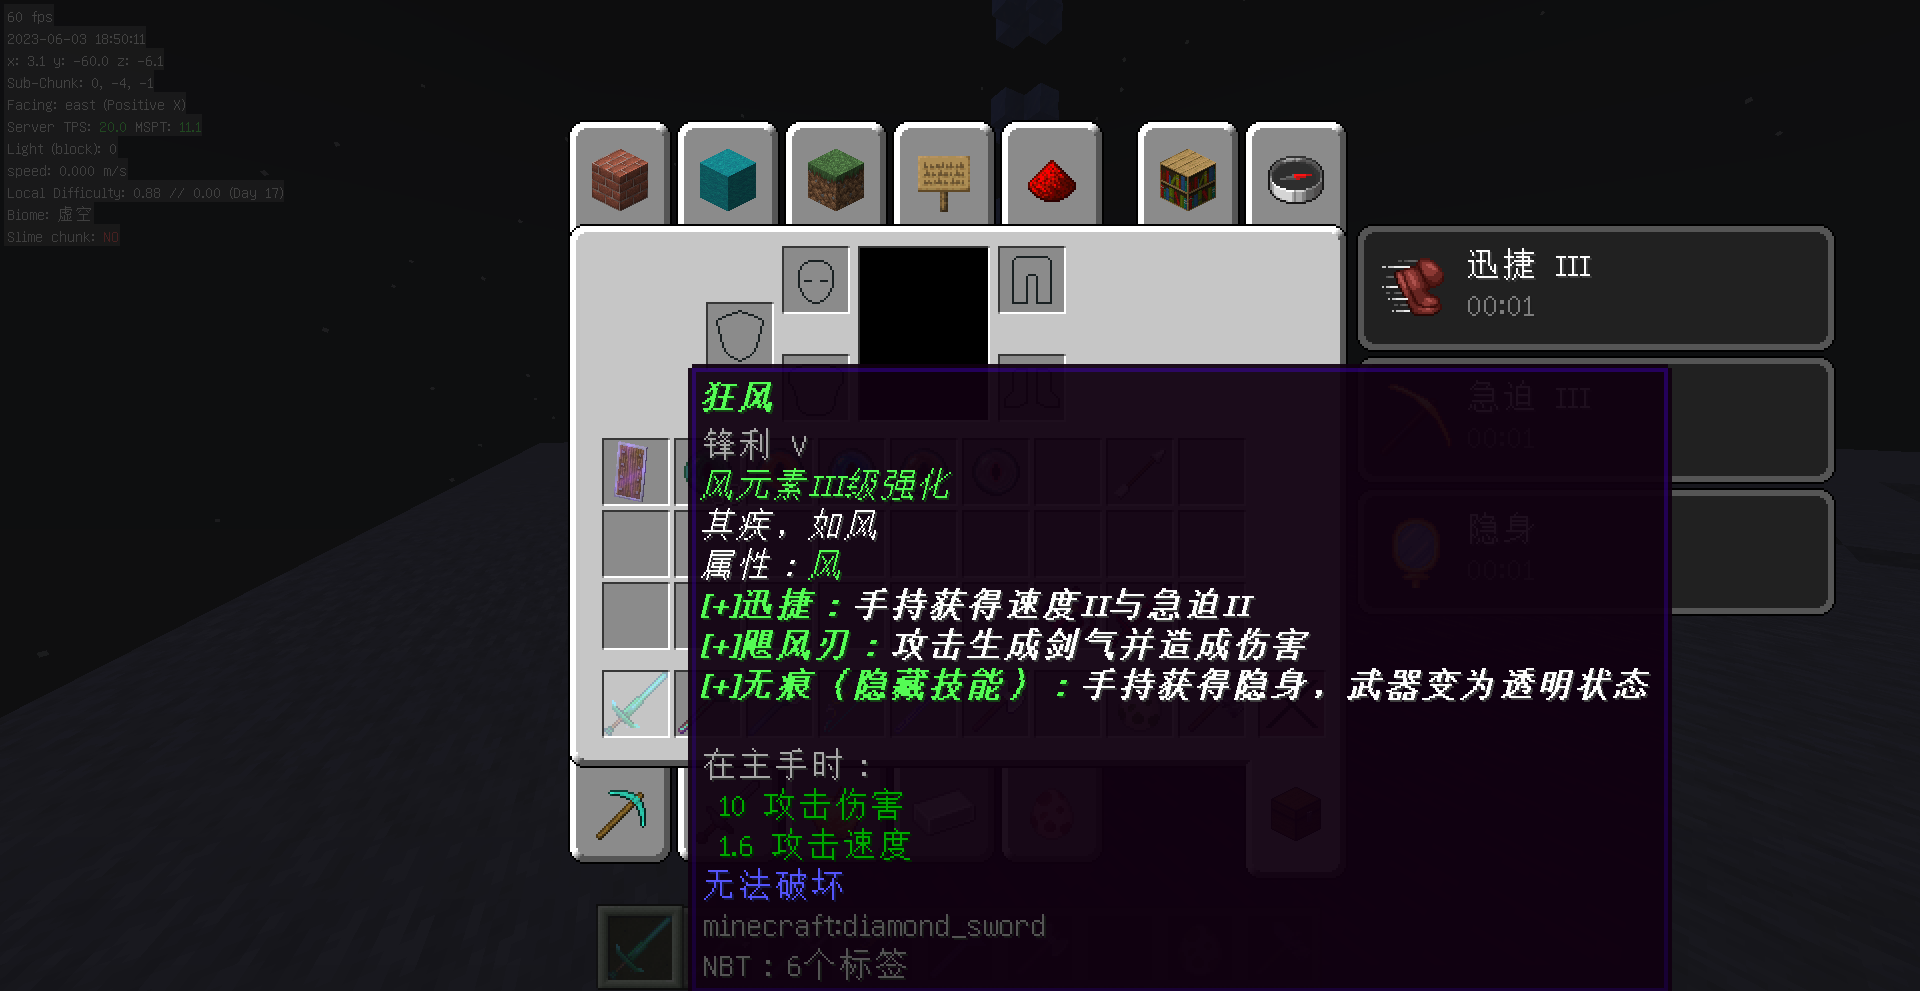 60 fps
2023-06-03 18:50:11
x: 3.1 y: -60.0 z: -6.1
Sub-Chunk: 0, -4, -1
Facing: east (Positive X)
Server TPS: 20.0 MSPT: 11.1
Light (block): 0
speed: 0.000 m/s
Local Difficulty: 0.88 // 0.00 (Day 17)
Biome: 虚空
Slime chunk: NO
迅捷 III
00:01
急迫 III
00:01
隐身
00:01
狂风
锋利 V
风元素III级强化
其疾，如风
属性：风
[+]迅捷：手持获得速度II与急迫II
[+]飓风刃：攻击生成剑气并造成伤害
[+]无痕（隐藏技能）：手持获得隐身，武器变为透明状态
在主手时：
10 攻击伤害
1.6 攻击速度
无法破坏
minecraft:diamond_sword
NBT：6个标签